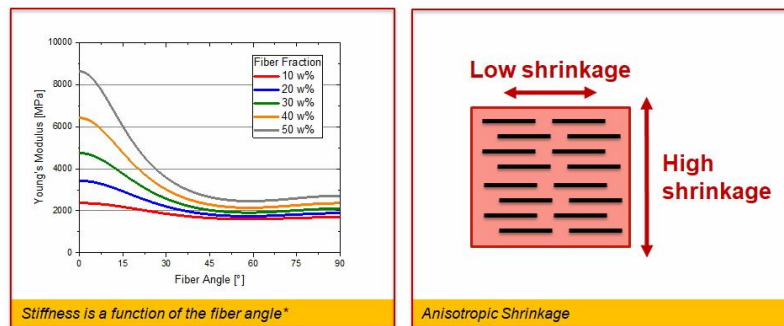 10000
8000
6000
4000
2000
0
Young's Modulus [MPa]
0 15 30 45 60 75 90
Fiber Angle [°]
Fiber Fraction
10 w%
20 w%
30 w%
40 w%
50 w%
Stiffness is a function of the fiber angle*
Low shrinkage
High
shrinkage
Anisotropic Shrinkage